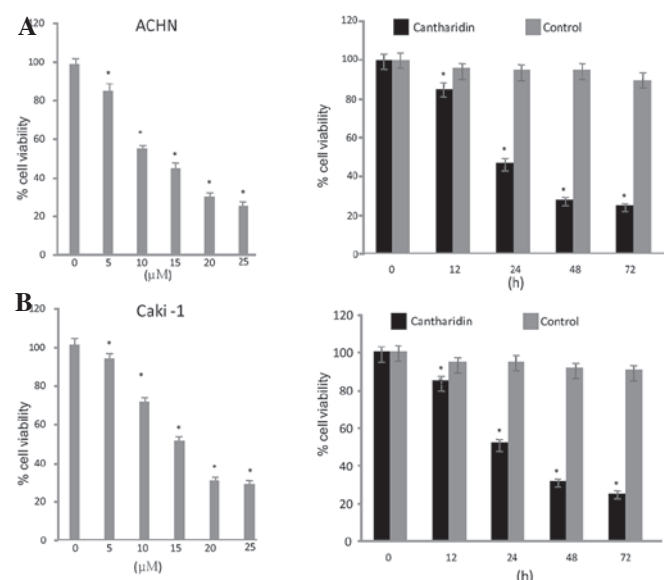 A
ACHN
% cell viability
120
100
80
60
40
20
0
0 5 10 15 20 25
(μM)
Cantharidin Control
% cell viability
120
100
80
60
40
20
0
*
*
*
*
*
*
*
*
*
0 12 24 48 72
(h)
B
Caki -1
% cell viability
120
100
80
60
40
20
0
*
*
*
*
*
0 5 10 15 20 25
(μM)
Cantharidin Control
% cell viability
120
100
80
60
40
20
0
*
*
*
*
0 12 24 48 72
(h)